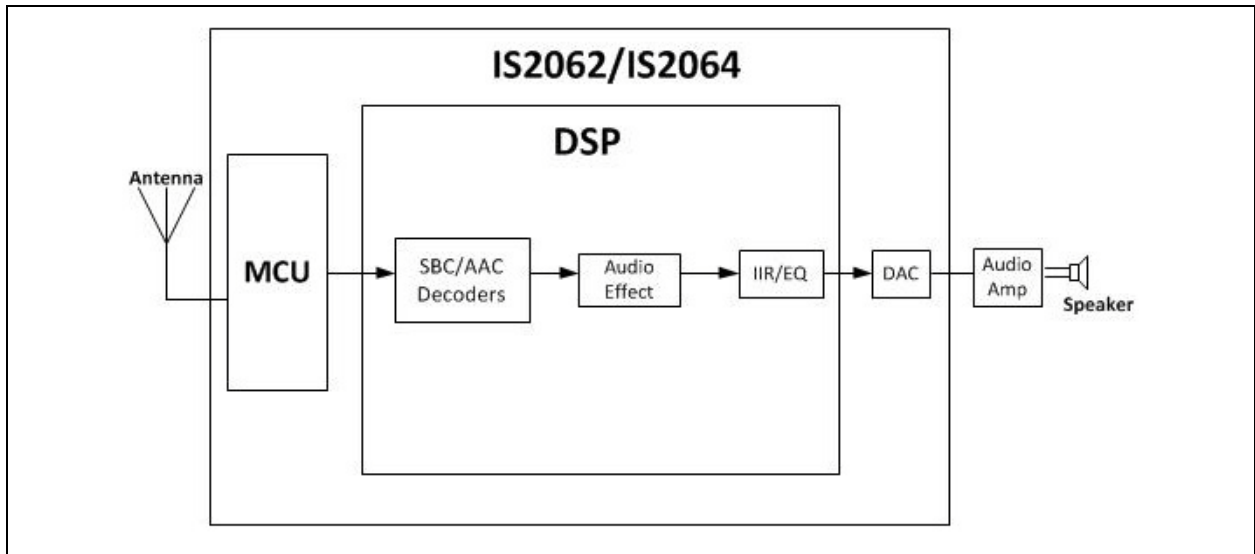 IS2062/IS2064
DSP
Antenna
MCU
SBC/AAC
Decoders
Audio
Effect
IIR/EQ
DAC
Audio
Amp
Speaker